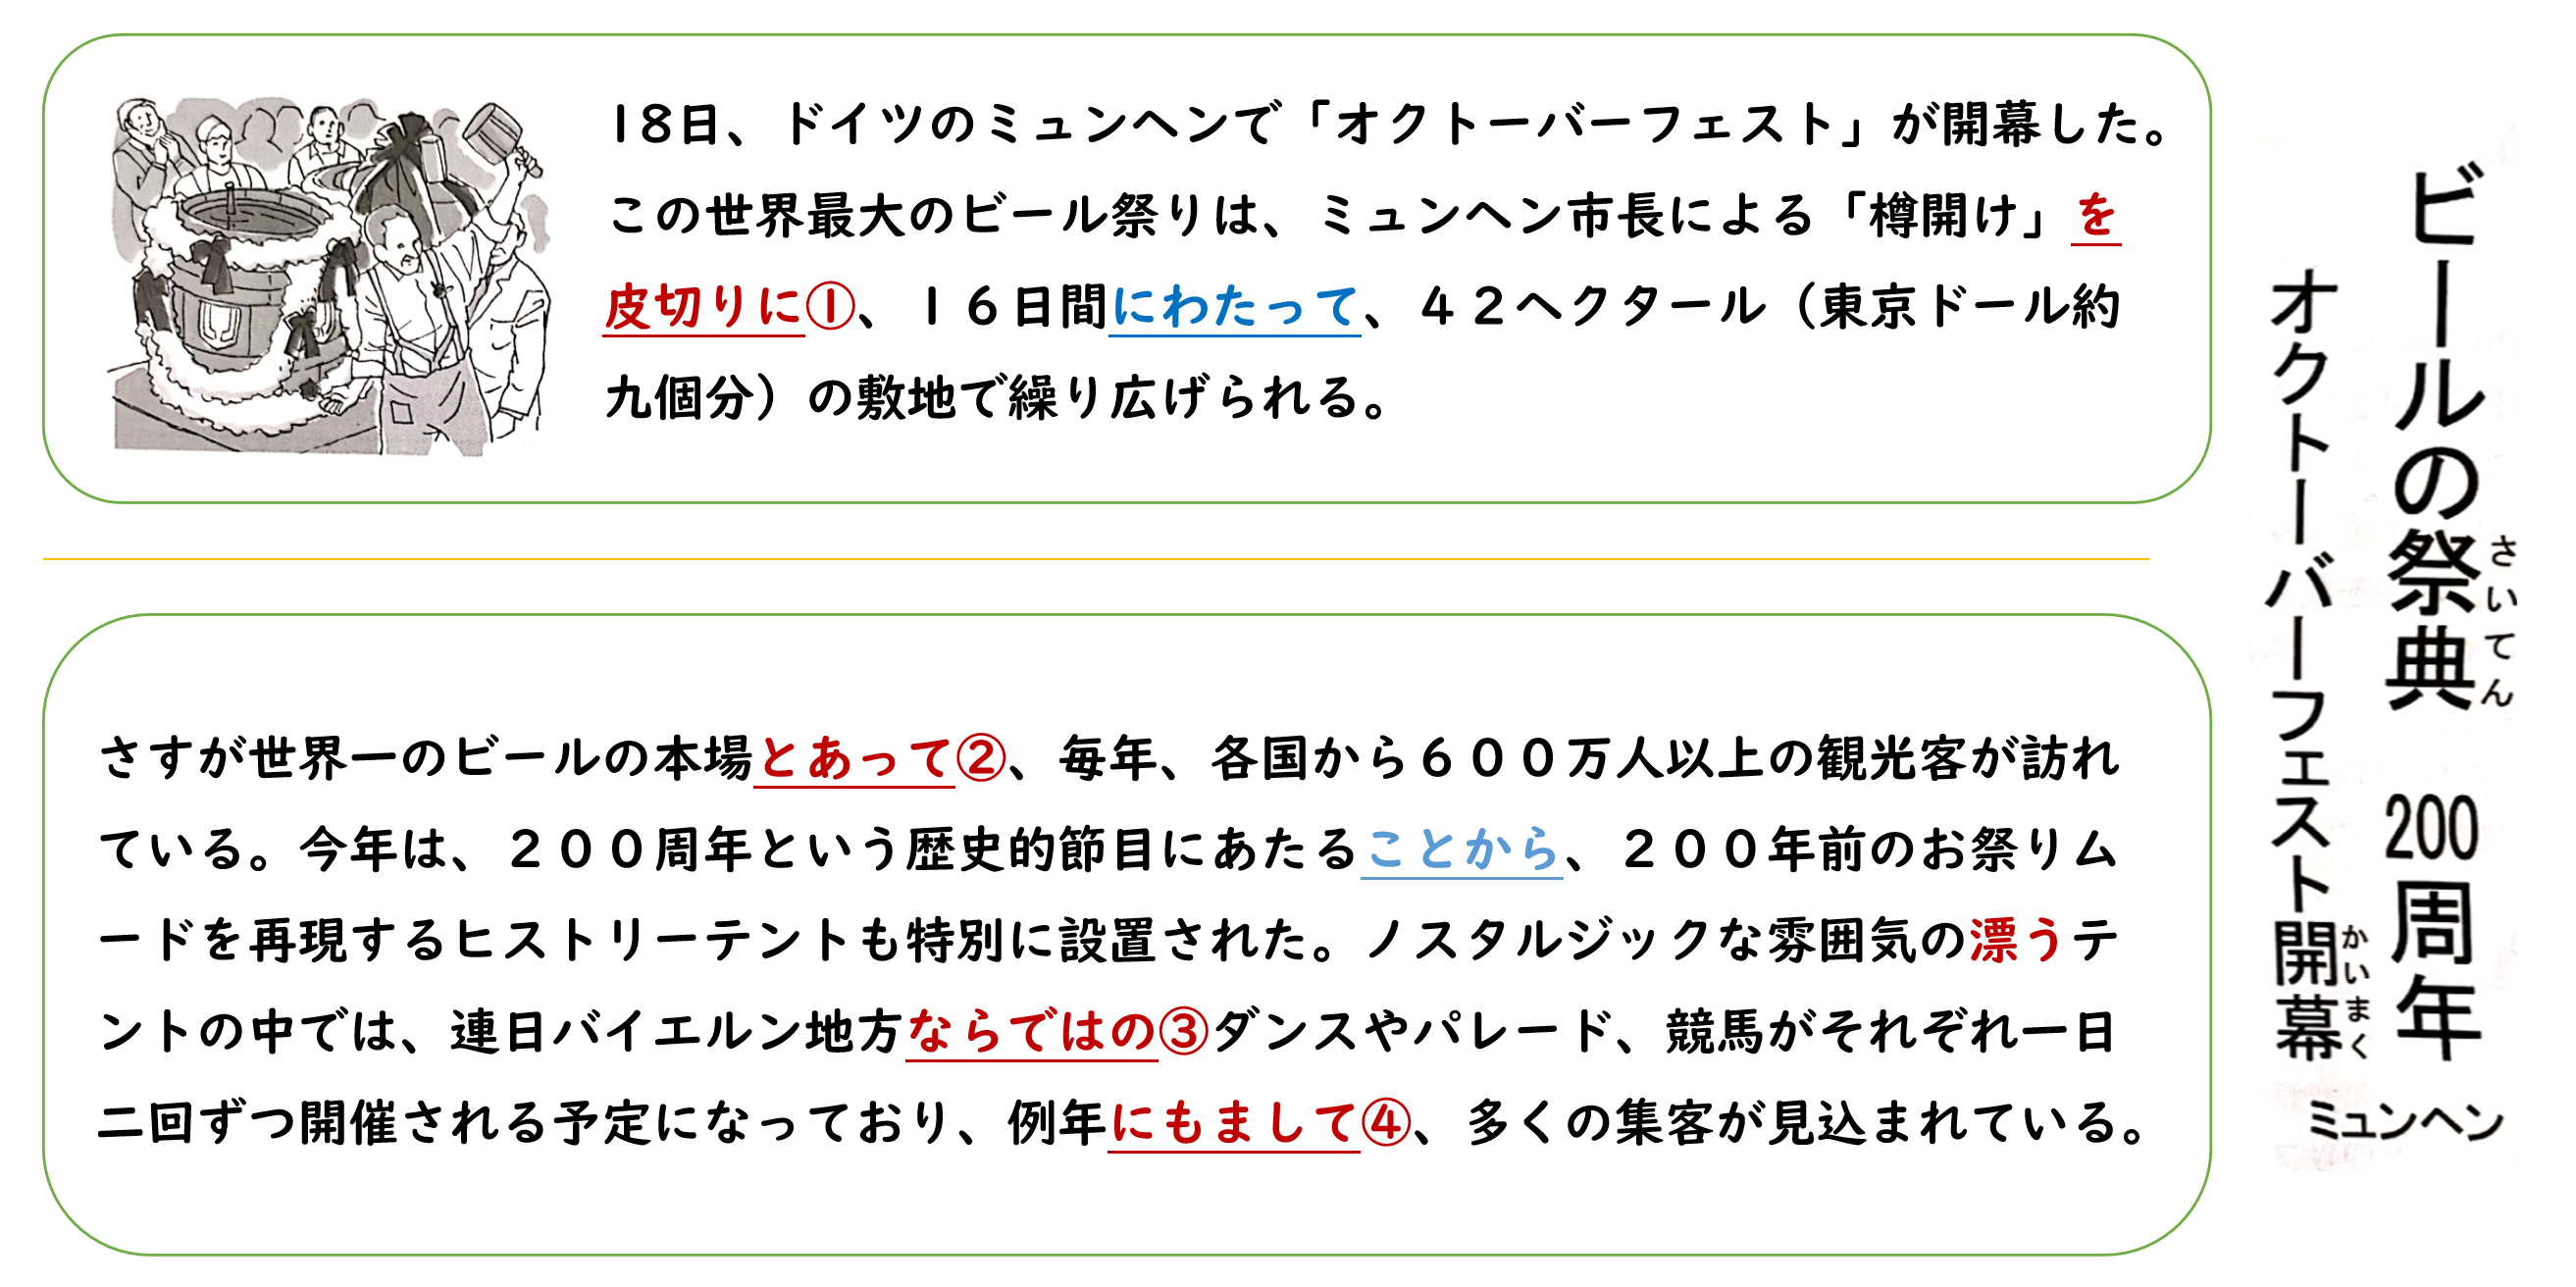 ビールの祭典 200周年
さいてん
オクトーバーフェスト開幕
かいまく
ミュンヘン
18日、ドイツのミュンヘンで「オクトーバーフェスト」が開幕した。
この世界最大のビール祭りは、ミュンヘン市長による「樽開け」を
皮切りに①、１６日間にわたって、４２ヘクタール（東京ドール約
九個分）の敷地で繰り広げられる。
さすが世界一のビールの本場とあって②、毎年、各国から６００万人以上の観光客が訪れ
ている。今年は、２００周年という歴史的節目にあたることから、２００年前のお祭りム
ードを再現するヒストリーテントも特別に設置された。ノスタルジックな雰囲気の漂うテ
ントの中では、連日バイエルン地方ならではの③ダンスやパレード、競馬がそれぞれ一日
二回ずつ開催される予定になっており、例年にもまして④、多くの集客が見込まれている。